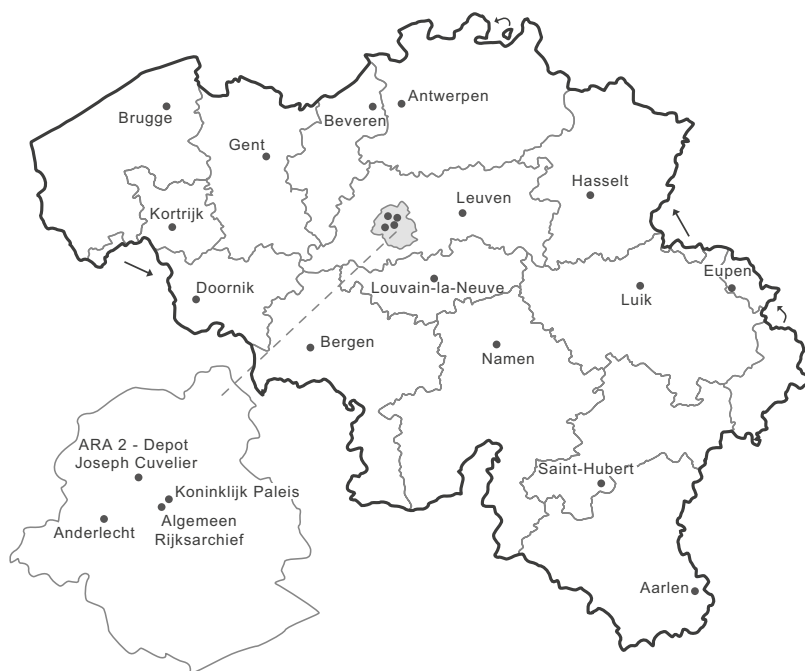 Antwerpen
Brugge
Beveren
Gent
Hasselt
Leuven
Kortrijk
Doornik
Louvain-la-Neuve
Eupen
Luik
Bergen
Namen
ARA 2 - Depot
Joseph Cuvelier
Saint-Hubert
Koninklijk Paleis
Anderlecht
Algemeen
Rijksarchief
Aarlen